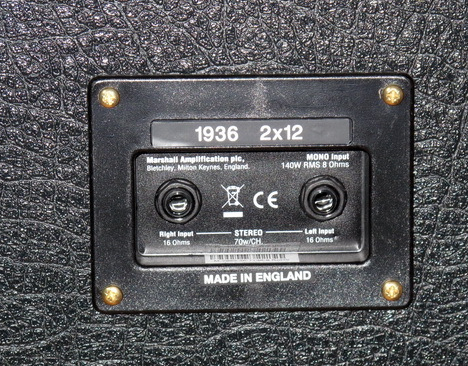 1936 2x12
Marshall Amplification plc,
Bletchley, Milton Keynes, England.
MONO Input
140W RMS 8 Ohms
CE
Right Input
16 Ohms
STEREO
70w/CH.
Left Input
16 Ohms
MADE IN ENGLAND